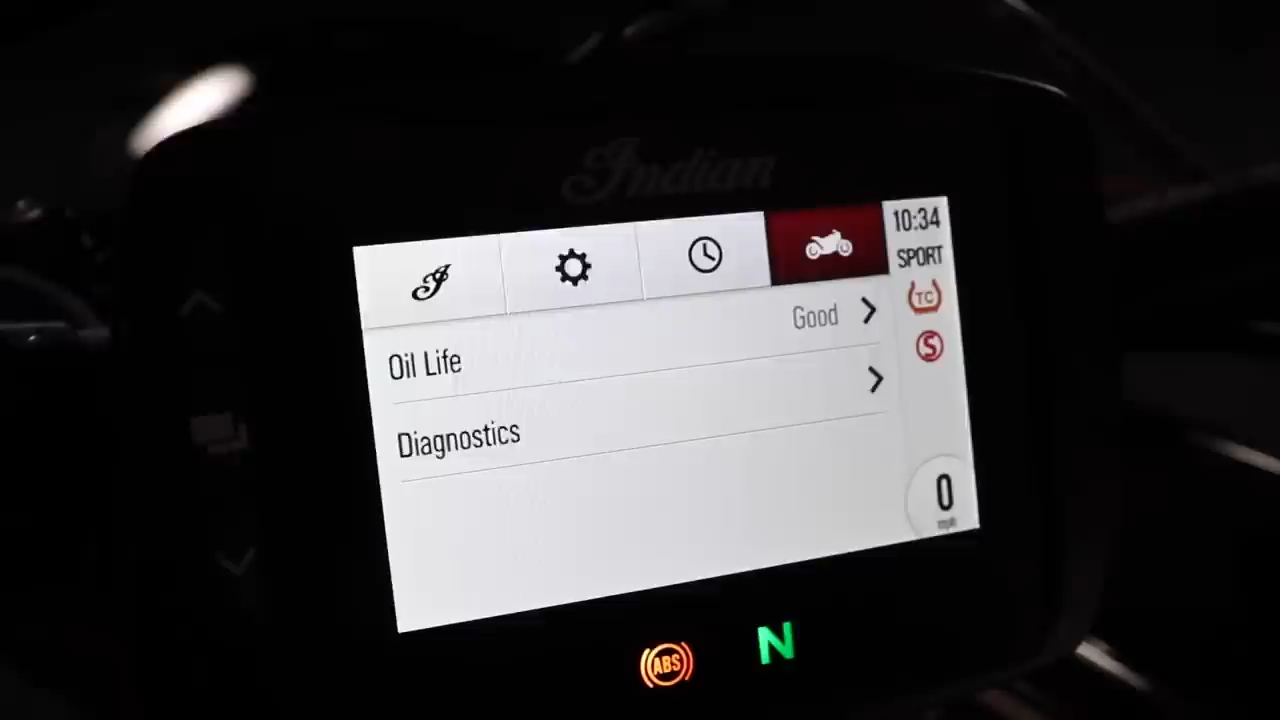 Indian
10:34
SPORT
TC
S
Oil Life Good
Diagnostics
0
mph
ABS
N